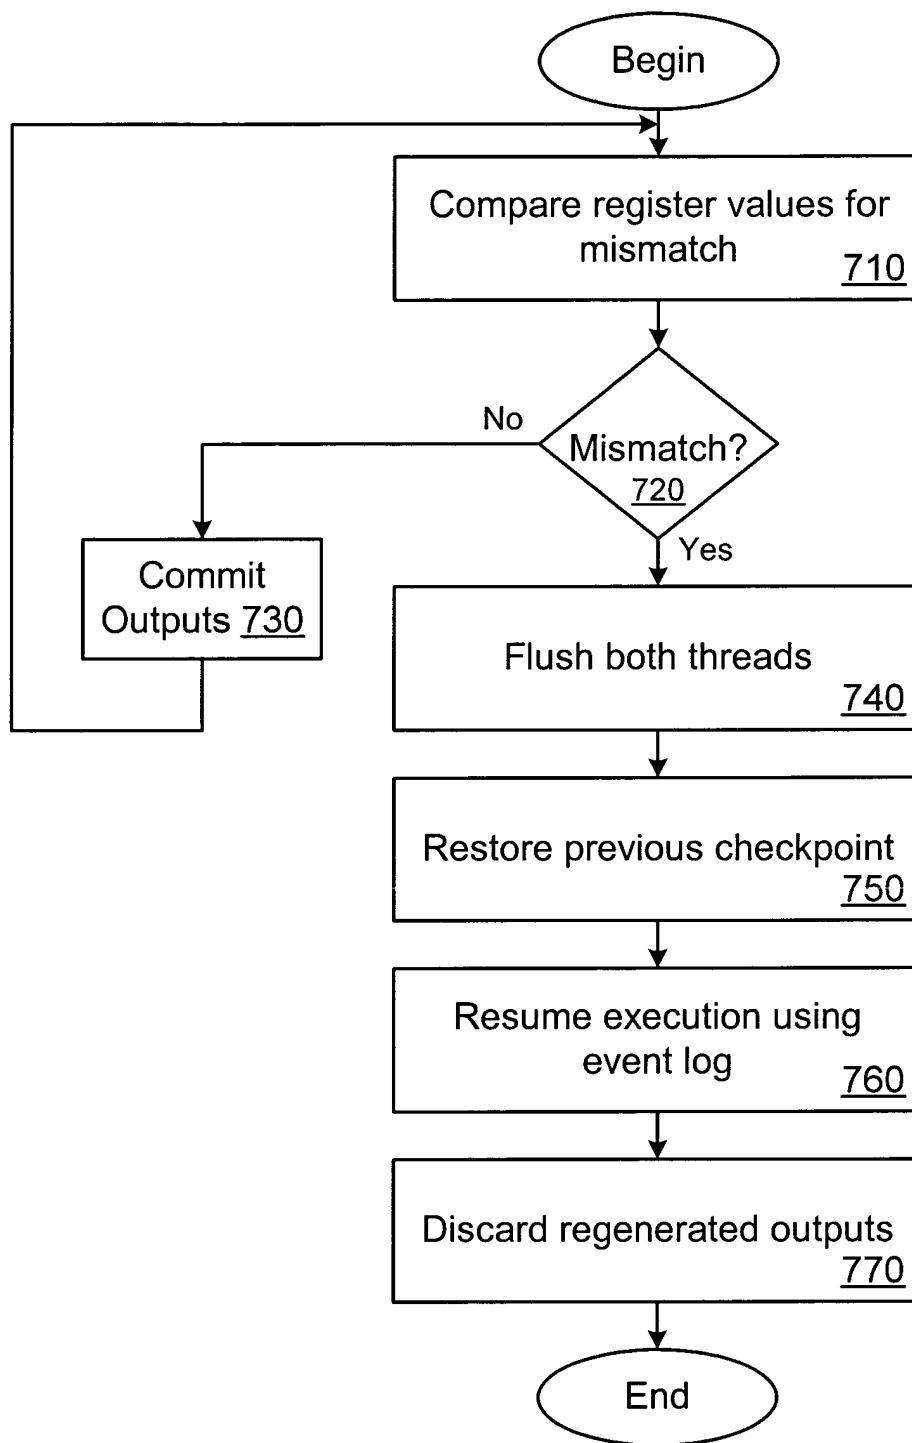 Begin
Compare register values for
mismatch
710
No
Mismatch?
720
Yes
Commit
Outputs 730
Flush both threads
740
Restore previous checkpoint
750
Resume execution using
event log
760
Discard regenerated outputs
770
End